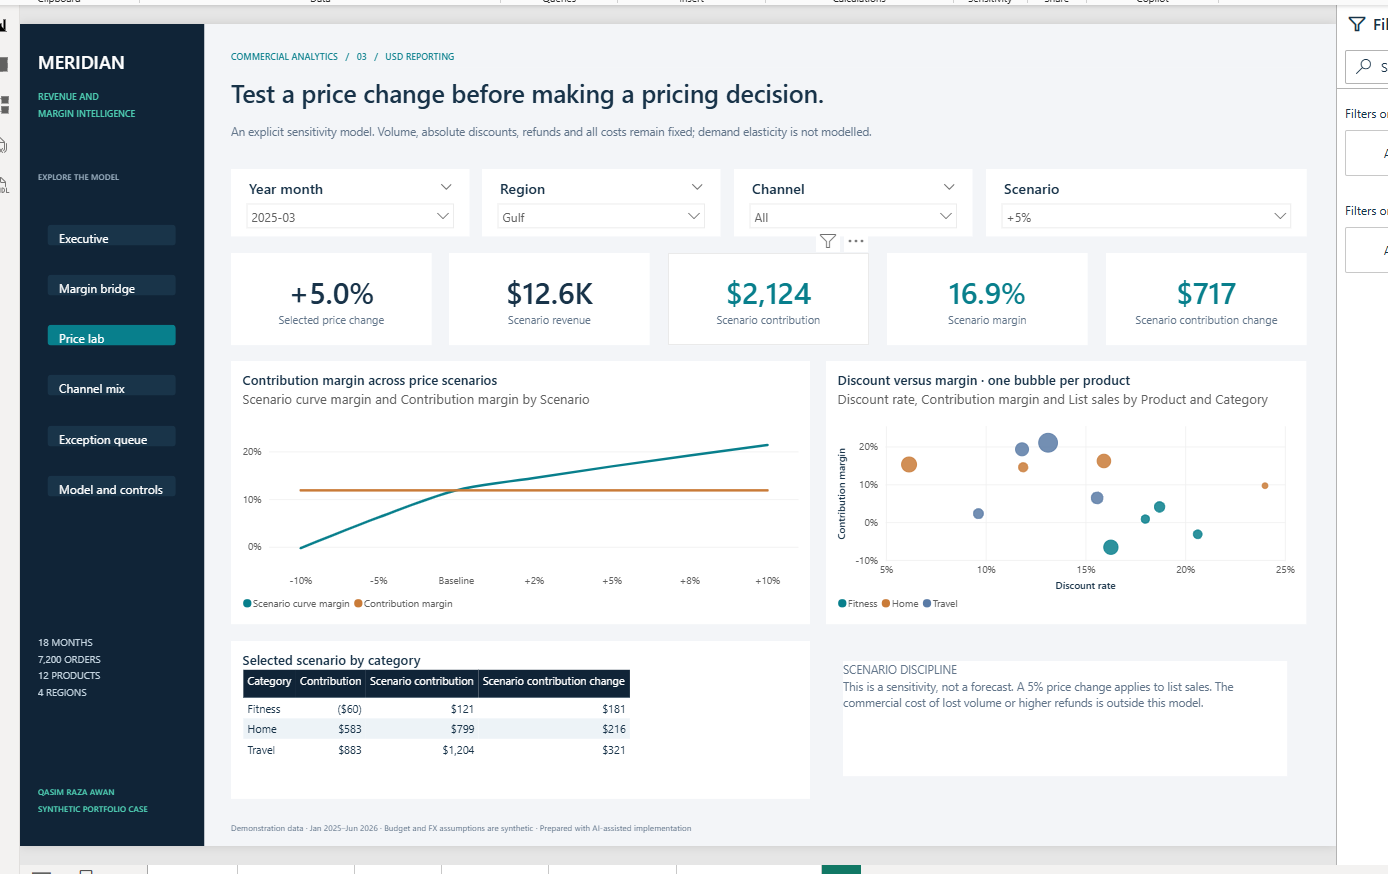 MERIDIAN
REVENUE AND
MARGIN INTELLIGENCE
EXPLORE THE MODEL
Executive
Margin bridge
Price lab
Channel mix
Exception queue
Model and controls
18 MONTHS
7,200 ORDERS
12 PRODUCTS
4 REGIONS
QASIM RAZA AWAN
SYNTHETIC PORTFOLIO CASE
COMMERCIAL ANALYTICS / 03 / USD REPORTING
Test a price change before making a pricing decision.
An explicit sensitivity model. Volume, absolute discounts, refunds and all costs remain fixed; demand elasticity is not modelled.
Year month
2025-03
Region
Gulf
Channel
All
Scenario
+5%
+5.0%
Selected price change
$12.6K
Scenario revenue
$2,124
Scenario contribution
16.9%
Scenario margin
$717
Scenario contribution change
Contribution margin across price scenarios
Scenario curve margin and Contribution margin by Scenario
20%
10%
0%
-10% -5% Baseline +2% +5% +8% +10%
Scenario curve margin Contribution margin
Discount versus margin · one bubble per product
Discount rate, Contribution margin and List sales by Product and Category
Contribution margin
20%
10%
0%
-10%
5% 10% 15% 20% 25%
Discount rate
Fitness Home Travel
Selected scenario by category
Category Contribution Scenario contribution Scenario contribution change
Fitness ($60) $121 $181
Home $583 $799 $216
Travel $883 $1,204 $321
SCENARIO DISCIPLINE
This is a sensitivity, not a forecast. A 5% price change applies to list sales. The
commercial cost of lost volume or higher refunds is outside this model.
Demonstration data · Jan 2025–Jun 2026 · Budget and FX assumptions are synthetic · Prepared with AI-assisted implementation
Filters